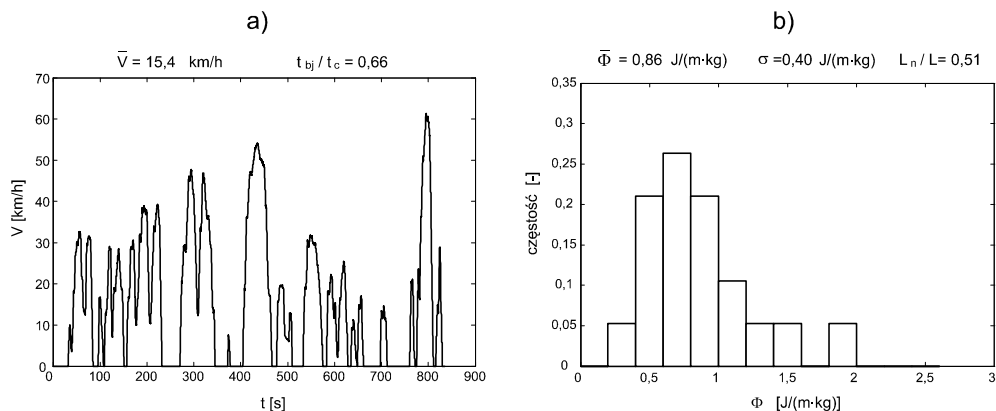 a)
V̅ = 15,4 km/h t bj / t c = 0,66
70
60
50
40
30
20
10
0
V [km/h]
0 100 200 300 400 500 600 700 800 900
t [s]
b)
Φ̅ = 0,86 J/(m·kg) σ =0,40 J/(m·kg) L n / L= 0,51
0,35
0,3
0,25
0,2
0,15
0,1
0,05
0
częstość [-]
0 0,5 1 1,5 2 2,5 3
Φ [J/(m·kg)]